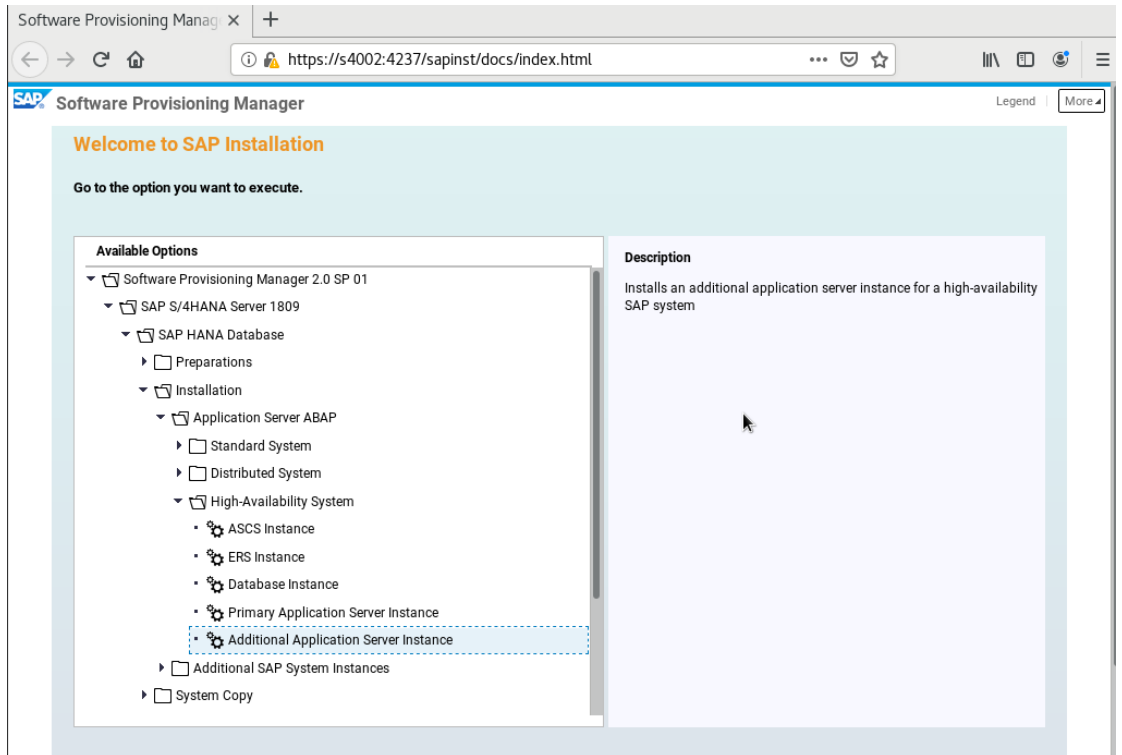 Software Provisioning Manag
https://s4002:4237/sapinst/docs/index.html
SAP Software Provisioning Manager
Legend
More
Welcome to SAP Installation
Go to the option you want to execute.
Available Options
Software Provisioning Manager 2.0 SP 01
SAP S/4HANA Server 1809
SAP HANA Database
Preparations
Installation
Application Server ABAP
Standard System
Distributed System
High-Availability System
ASCS Instance
ERS Instance
Database Instance
Primary Application Server Instance
Additional Application Server Instance
Additional SAP System Instances
System Copy
Description
Installs an additional application server instance for a high-availability
SAP system